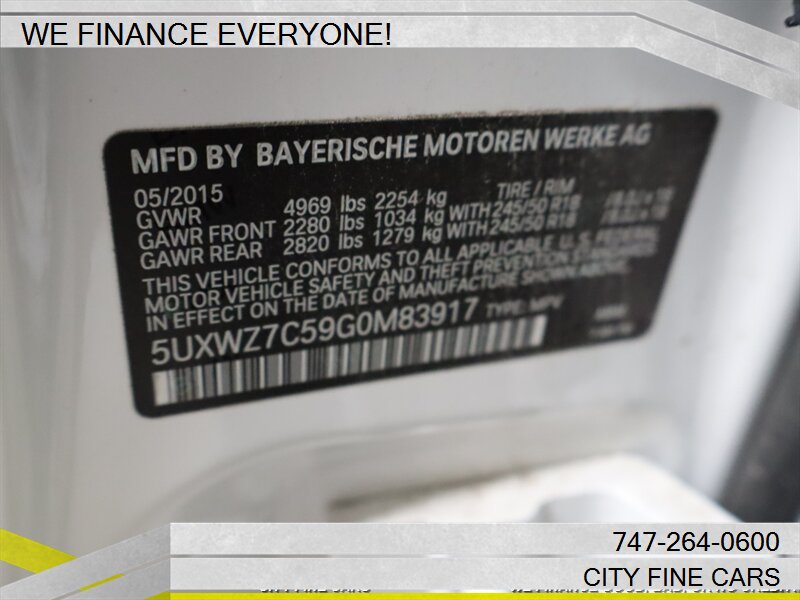 WE FINANCE EVERYONE!
MFD BY BAYERISCHE MOTOREN WERKE AG
05/2015 TIRE / RIM
GVWR 4969 lbs 2254 kg
GAWR FRONT 2280 lbs 1034 kg WITH 245/50 R18
GAWR REAR 2820 lbs 1279 kg WITH 245/50 R18
THIS VEHICLE CONFORMS TO ALL APPLICABLE U.S. FEDERAL
MOTOR VEHICLE SAFETY AND THEFT PREVENTION STANDARDS
IN EFFECT ON THE DATE OF MANUFACTURE SHOWN ABOVE.
5UXWZ7C59G0M83917 TYPE: MPV
747-264-0600
CITY FINE CARS